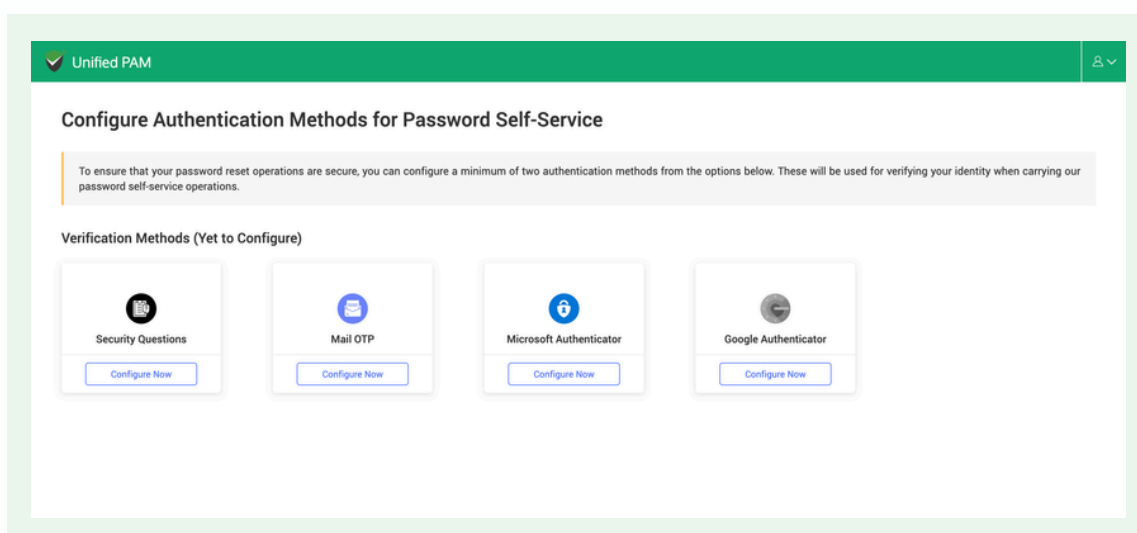 Unified PAM
Configure Authentication Methods for Password Self-Service
To ensure that your password reset operations are secure, you can configure a minimum of two authentication methods from the options below. These will be used for verifying your identity when carrying our
password self-service operations.
Verification Methods (Yet to Configure)
Security Questions
Mail OTP
Microsoft Authenticator
Google Authenticator
Configure Now
Configure Now
Configure Now
Configure Now